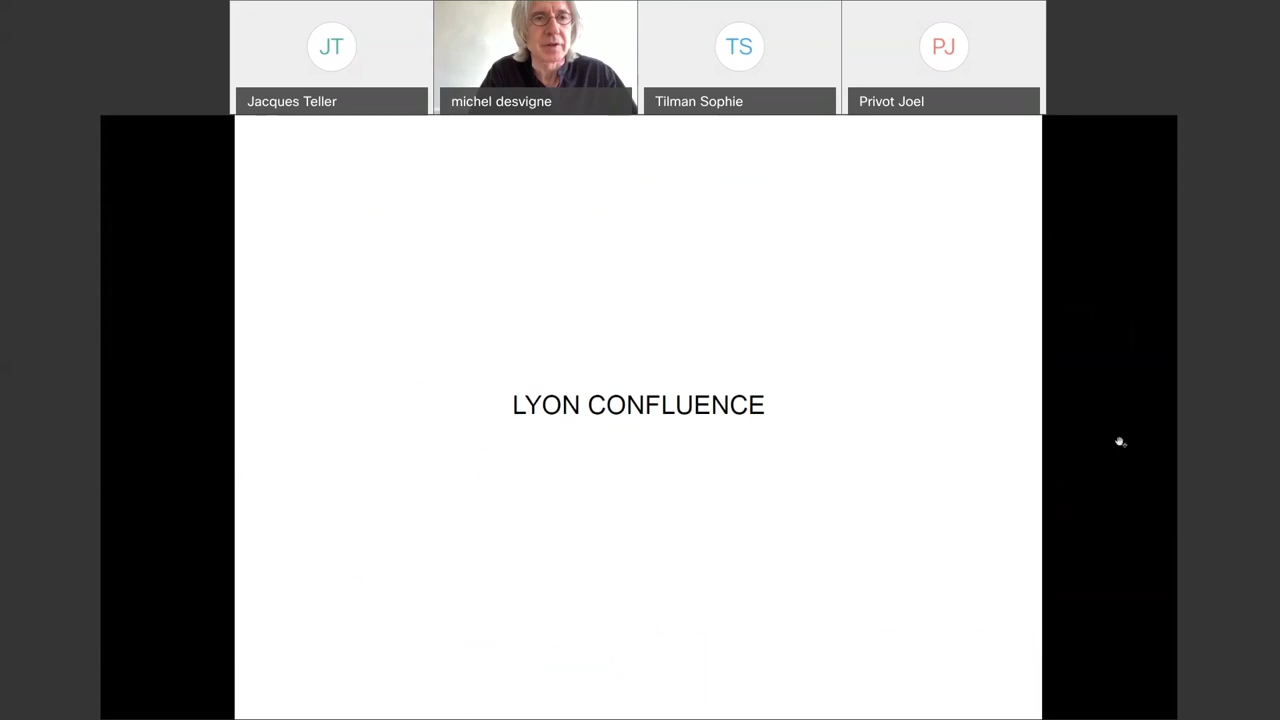 JT
TS
PJ
Jacques Teller
michel desvigne
Tilman Sophie
Privot Joel
LYON CONFLUENCE